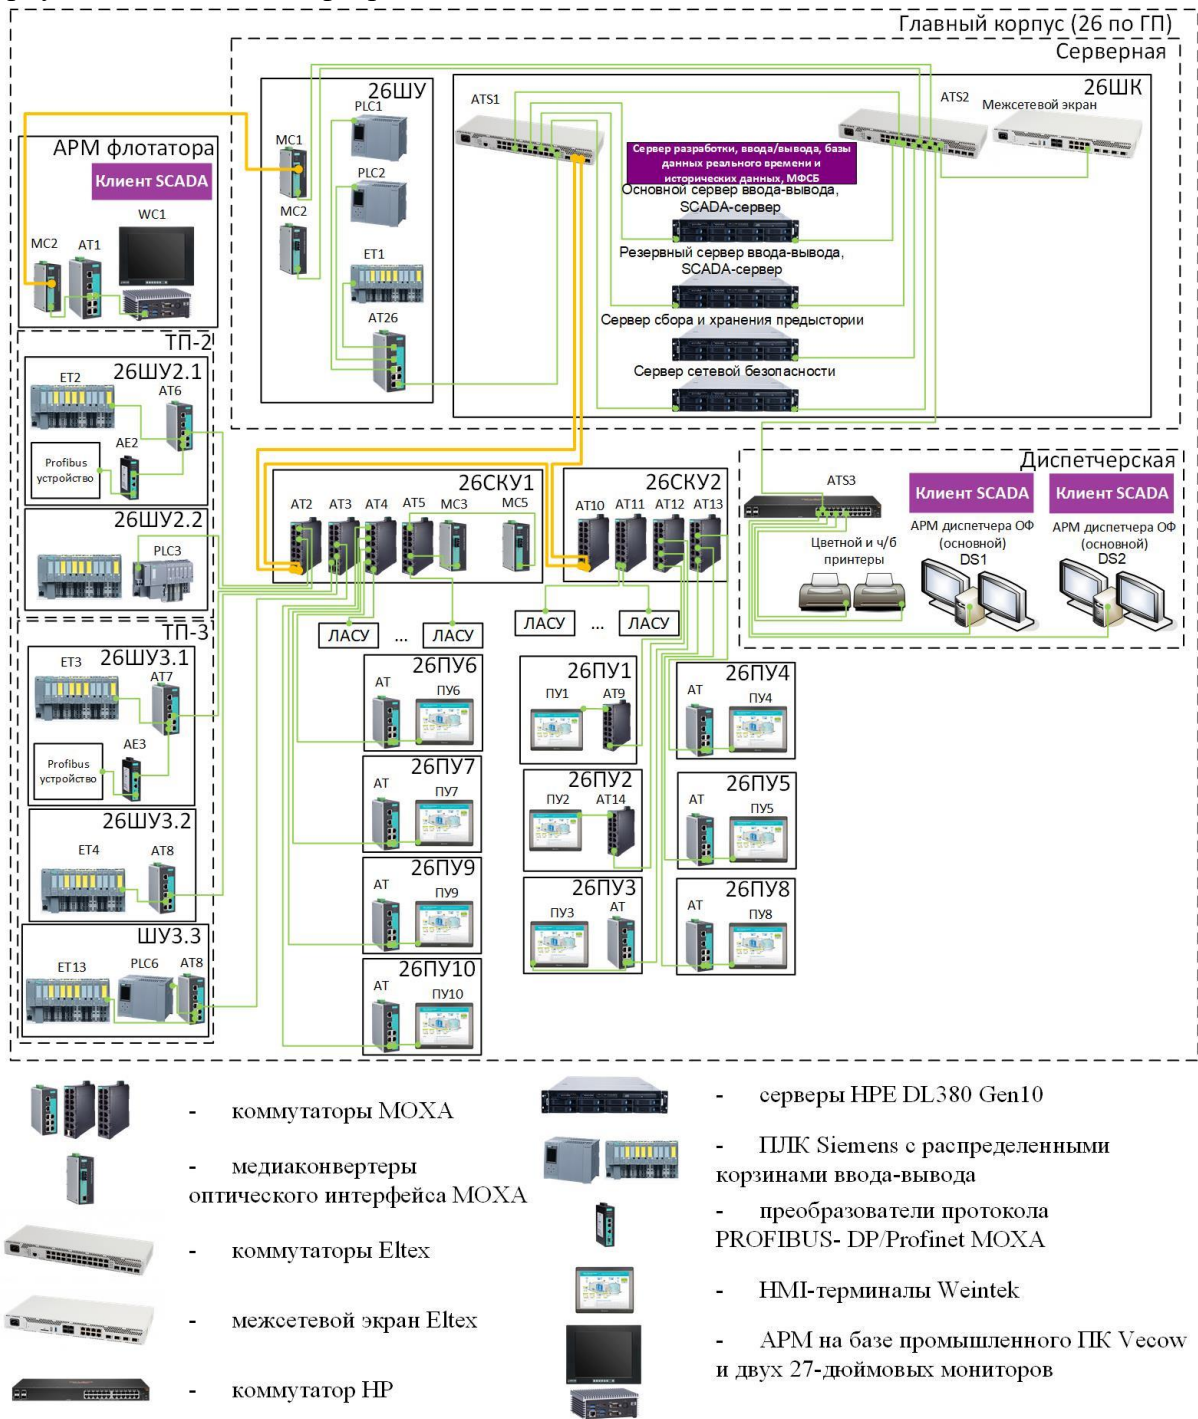 Главный корпус (26 по ГП)
Серверная
26ШУ
PLC1
MC1
PLC2
MC2
ET1
AT26
26ШК
ATS1
ATS2
Межсетевой экран
Сервер разработки, ввода/вывода, базы
данных реального времени и
исторических данных, МФСБ
Основной сервер ввода-вывода,
SCADA-сервер
Резервный сервер ввода-вывода,
SCADA-сервер
Сервер сбора и хранения предыстории
Сервер сетевой безопасности
АРМ флотатора
Клиент SCADA
WC1
MC2
AT1
ТП-2
26ШУ2.1
ET2
AT6
AE2
Profibus
устройство
26ШУ2.2
PLC3
ТП-3
26ШУ3.1
ET3
AT7
AE3
Profibus
устройство
26ШУ3.2
ET4
AT8
ШУ3.3
ET13
PLC6
AT8
26СКУ1
AT2
AT3
AT4
AT5
MC3
MC5
ЛАСУ
...
ЛАСУ
26СКУ2
AT10
AT11
AT12
AT13
ЛАСУ
...
ЛАСУ
Диспетчерская
ATS3
Клиент SCADA
Клиент SCADA
Цветной и ч/б
принтеры
АРМ диспетчера ОФ
(основной)
DS1
АРМ диспетчера ОФ
(основной)
DS2
26ПУ6
AT
ПУ6
26ПУ7
AT
ПУ7
26ПУ9
AT
ПУ9
26ПУ10
AT
ПУ10
26ПУ1
ПУ1
AT9
26ПУ2
ПУ2
AT14
26ПУ3
ПУ3
AT
26ПУ4
AT
ПУ4
26ПУ5
AT
ПУ5
26ПУ8
AT
ПУ8
- коммутаторы MOXA
- медиаконвертеры
оптического интерфейса MOXA
- коммутаторы Eltex
- межсетевой экран Eltex
- коммутатор HP
- серверы HPE DL380 Gen10
- ПЛК Siemens с распределенными
корзинами ввода-вывода
- преобразователи протокола
PROFIBUS- DP/Profinet MOXA
- HMI-терминалы Weintek
- АРМ на базе промышленного ПК Vecow
и двух 27-дюймовых мониторов